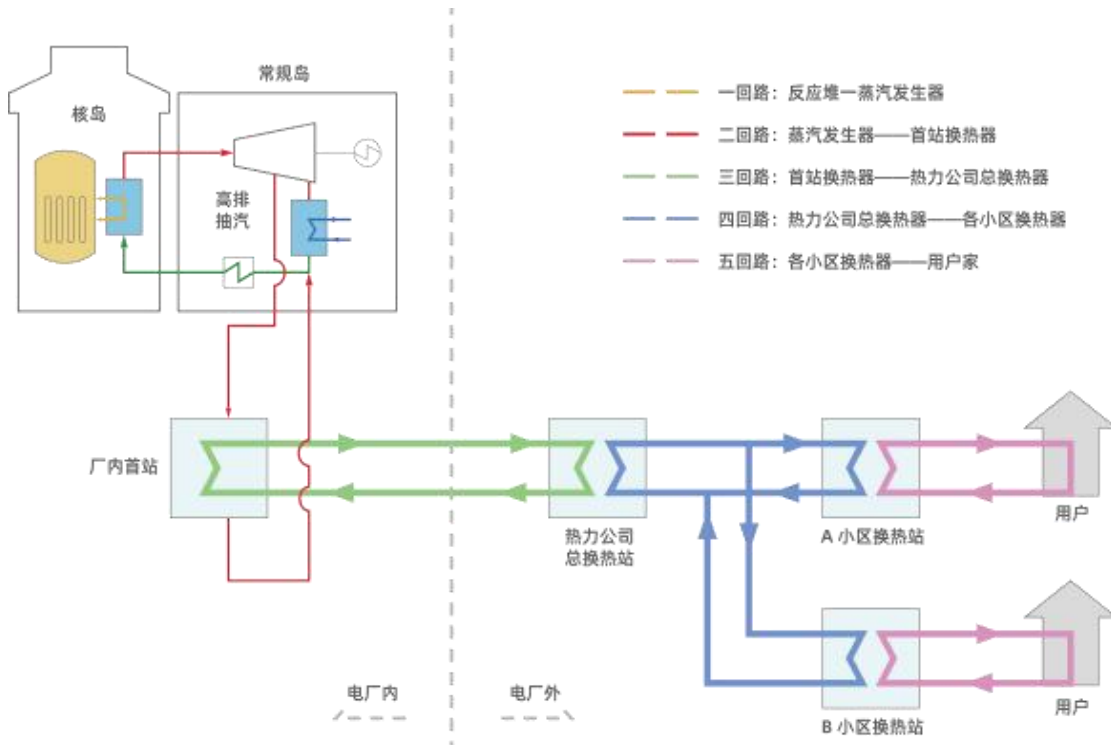 常规岛
核岛
高排
抽汽
一回路：反应堆—蒸汽发生器
二回路：蒸汽发生器——首站换热器
三回路：首站换热器——热力公司总换热器
四回路：热力公司总换热器——各小区换热器
五回路：各小区换热器——用户家
厂内首站
热力公司
总换热站
A 小区换热站
用户
电厂内
电厂外
B 小区换热站
用户